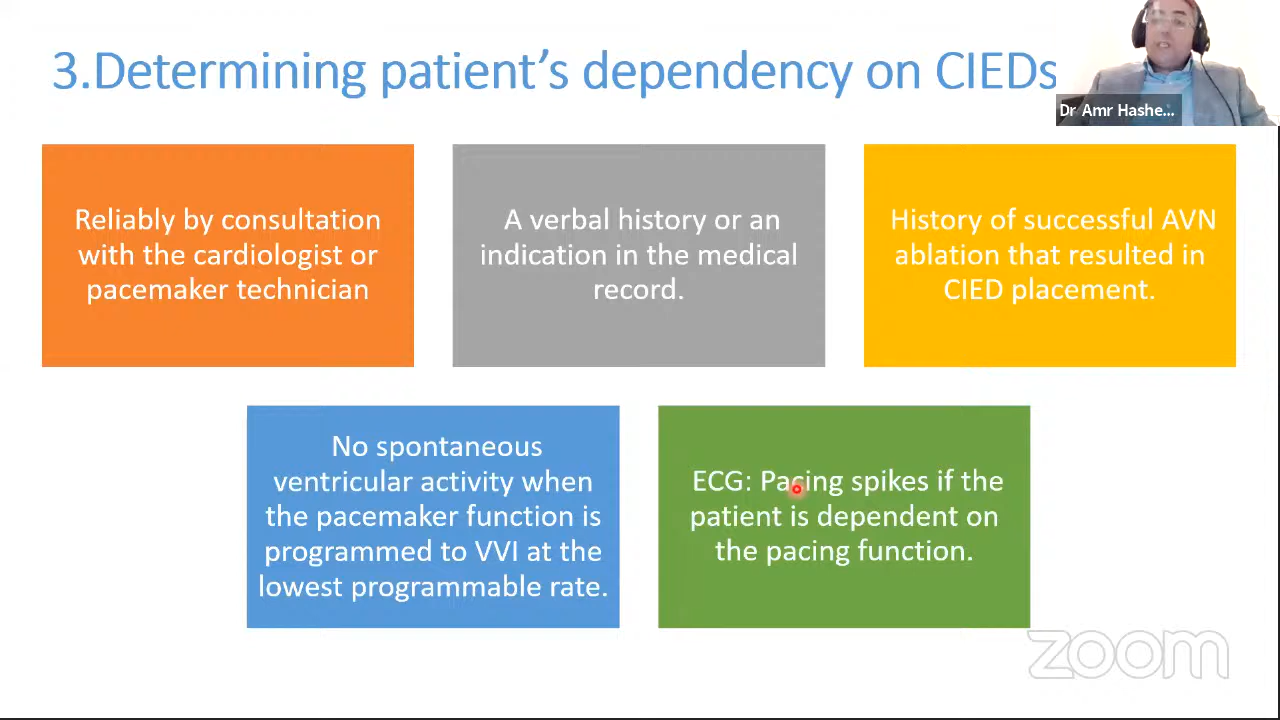 3.Determining patient's dependency on CIEDs
Dr Amr Hashe...
Reliably by consultation
with the cardiologist or
pacemaker technician
A verbal history or an
indication in the medical
record.
History of successful AVN
ablation that resulted in
CIED placement.
No spontaneous
ventricular activity when
the pacemaker function is
programmed to VVI at the
lowest programmable rate.
ECG: Pacing spikes if the
patient is dependent on
the pacing function.
zoom